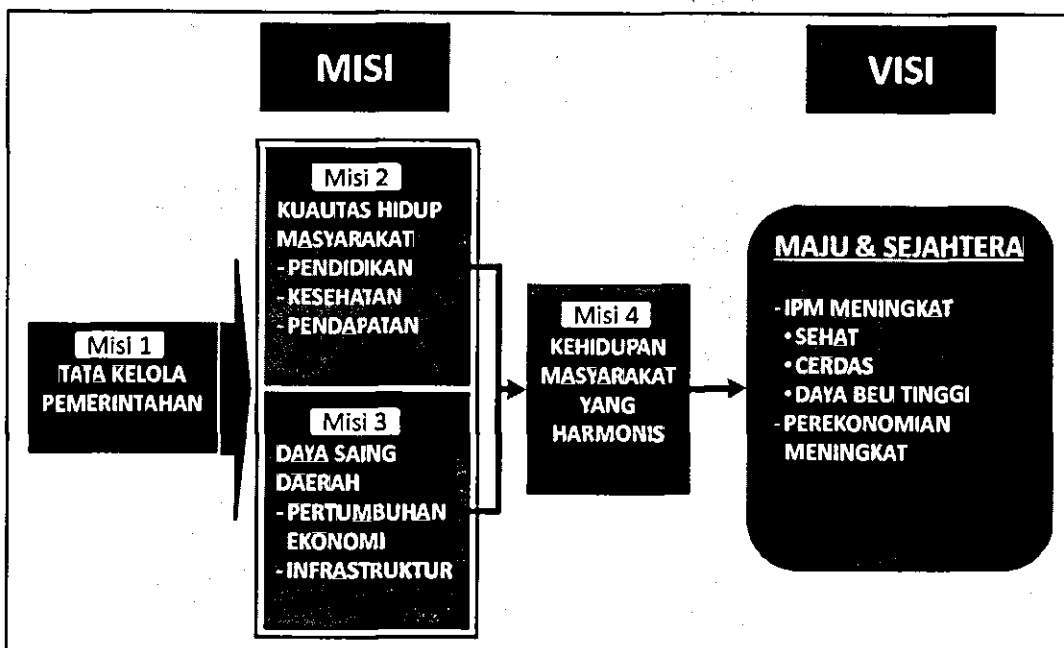 MISI
VISI
Misi 1
TATA KELOLA
PEMERINTAHAN
Misi 2
KUALITAS HIDUP
MASYARAKAT
-PENDIDIKAN
-KESEHATAN
-PENDAPATAN
Misi 3
DAYA SAING
DAERAH
-PERTUMBUHAN
EKONOMI
-INFRASTRUKTUR
Misi 4
KEHIDUPAN
MASYARAKAT
YANG
HARMONIS
MAJU & SEJAHTERA
-IPM MENINGKAT
•SEHAT
•CERDAS
•DAYA BELI TINGGI
-PEREKONOMIAN
MENINGKAT